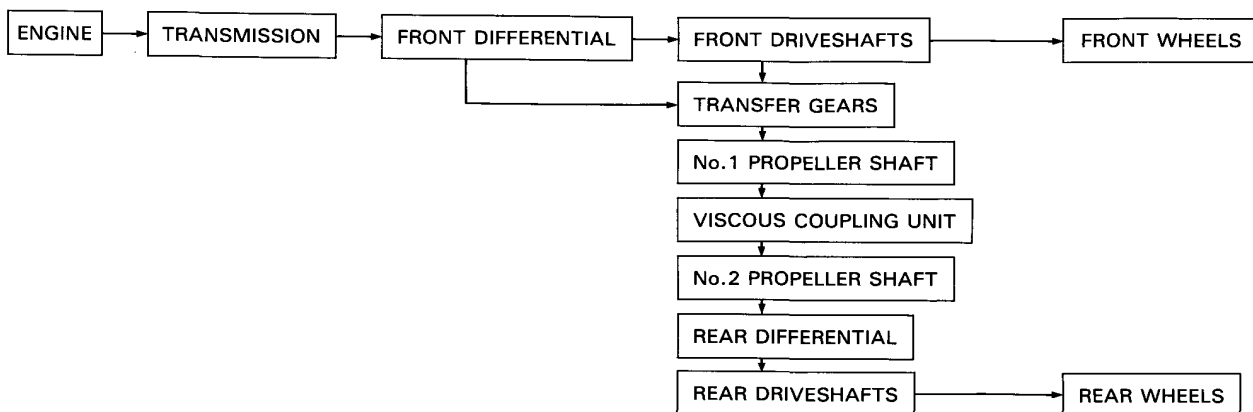 ENGINE
TRANSMISSION
FRONT DIFFERENTIAL
FRONT DRIVESHAFTS
FRONT WHEELS
TRANSFER GEARS
No.1 PROPELLER SHAFT
VISCOUS COUPLING UNIT
No.2 PROPELLER SHAFT
REAR DIFFERENTIAL
REAR DRIVESHAFTS
REAR WHEELS